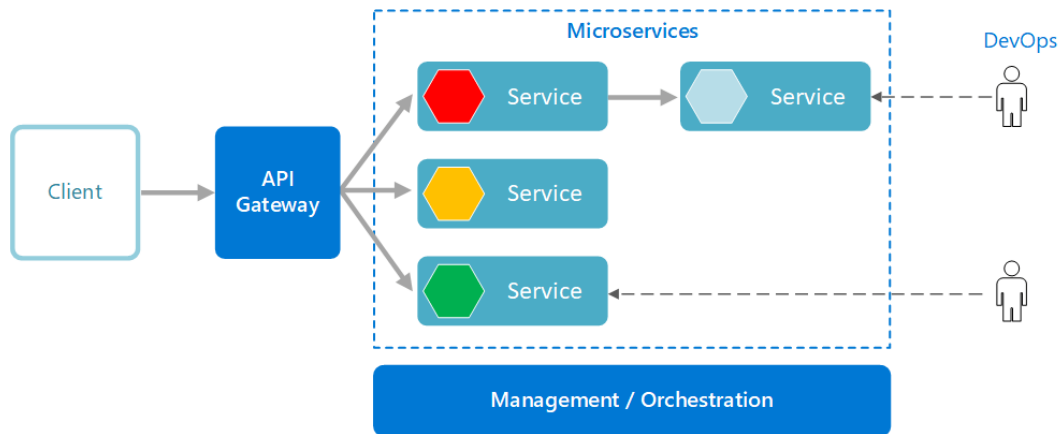 Microservices
DevOps
Service
Service
Client
API
Gateway
Service
Service
Management / Orchestration